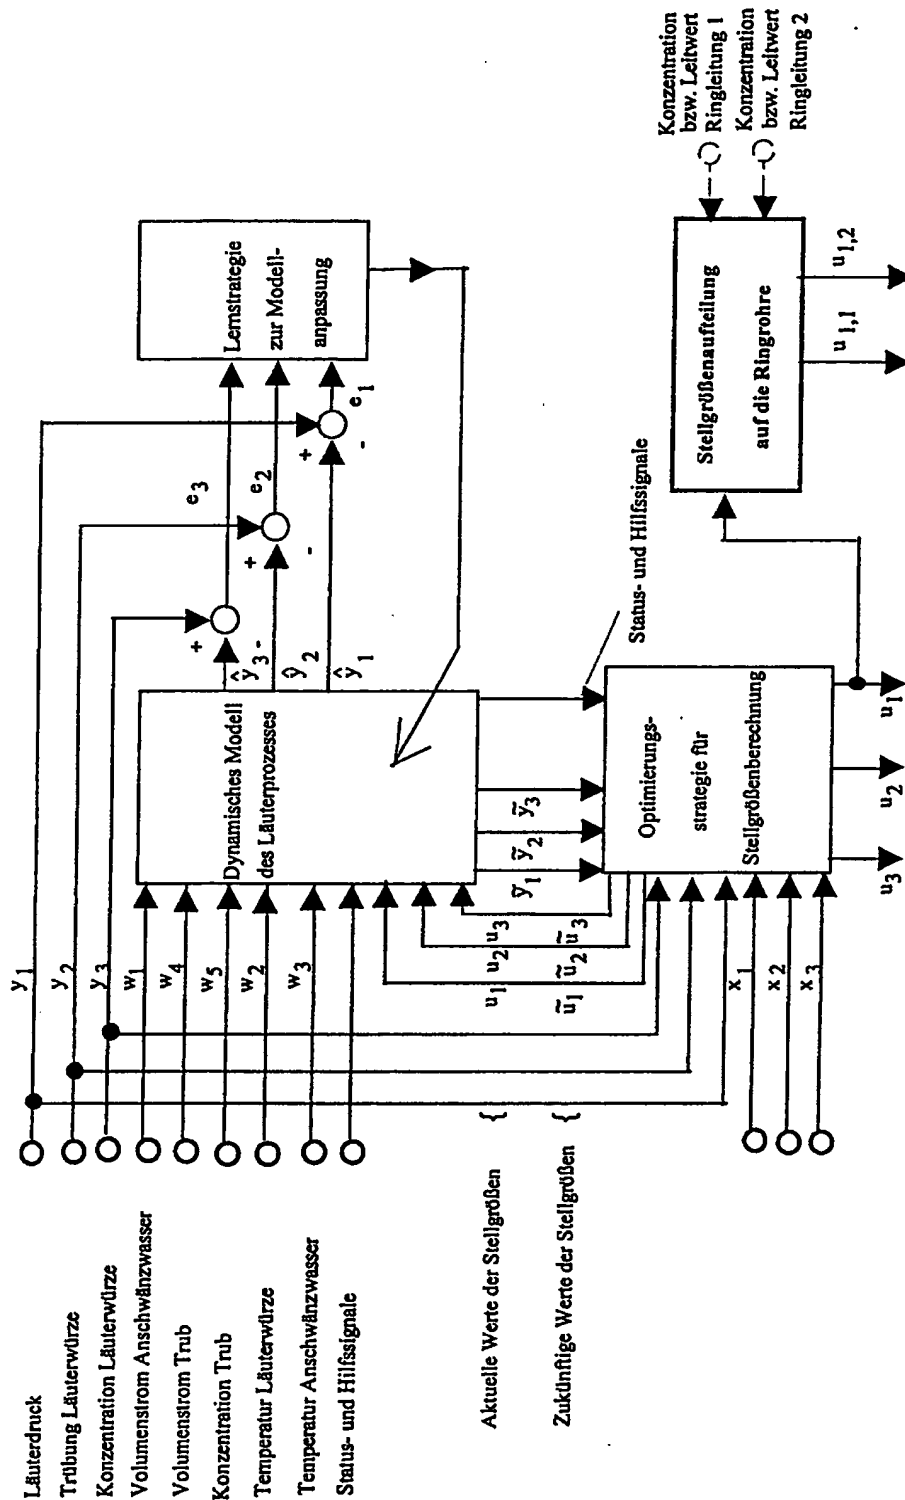 Läuterdruck
Trübung Läuterwürze
Konzentration Läuterwürze
Volumenstrom Anschwänzwasser
Volumenstrom Trub
Konzentration Trub
Temperatur Läuterwürze
Temperatur Anschwänzwasser
Status- und Hilfssignale
y1
y2
y3
w1
w4
w5
w2
w3
Dynamisches Modell
des Läuterprozesses
ŷ3
ŷ2
ŷ1
+
-
+
-
+
-
e3
e2
e1
Lernstrategie
zur Modell-
anpassung
Aktuelle Werte der Stellgrößen
{
u1 u2 u3
Zukünftige Werte der Stellgrößen
{
ũ1 ũ2 ũ3
ỹ1 ỹ2 ỹ3
Status- und Hilfssignale
x1
x2
x3
Optimierungs-
strategie für
Stellgrößenberechnung
u3
u2
u1
Stellgrößenaufteilung
auf die Ringrohre
u1,1
u1,2
Konzentration
bzw. Leitwert
Ringleitung 1
Konzentration
bzw. Leitwert
Ringleitung 2